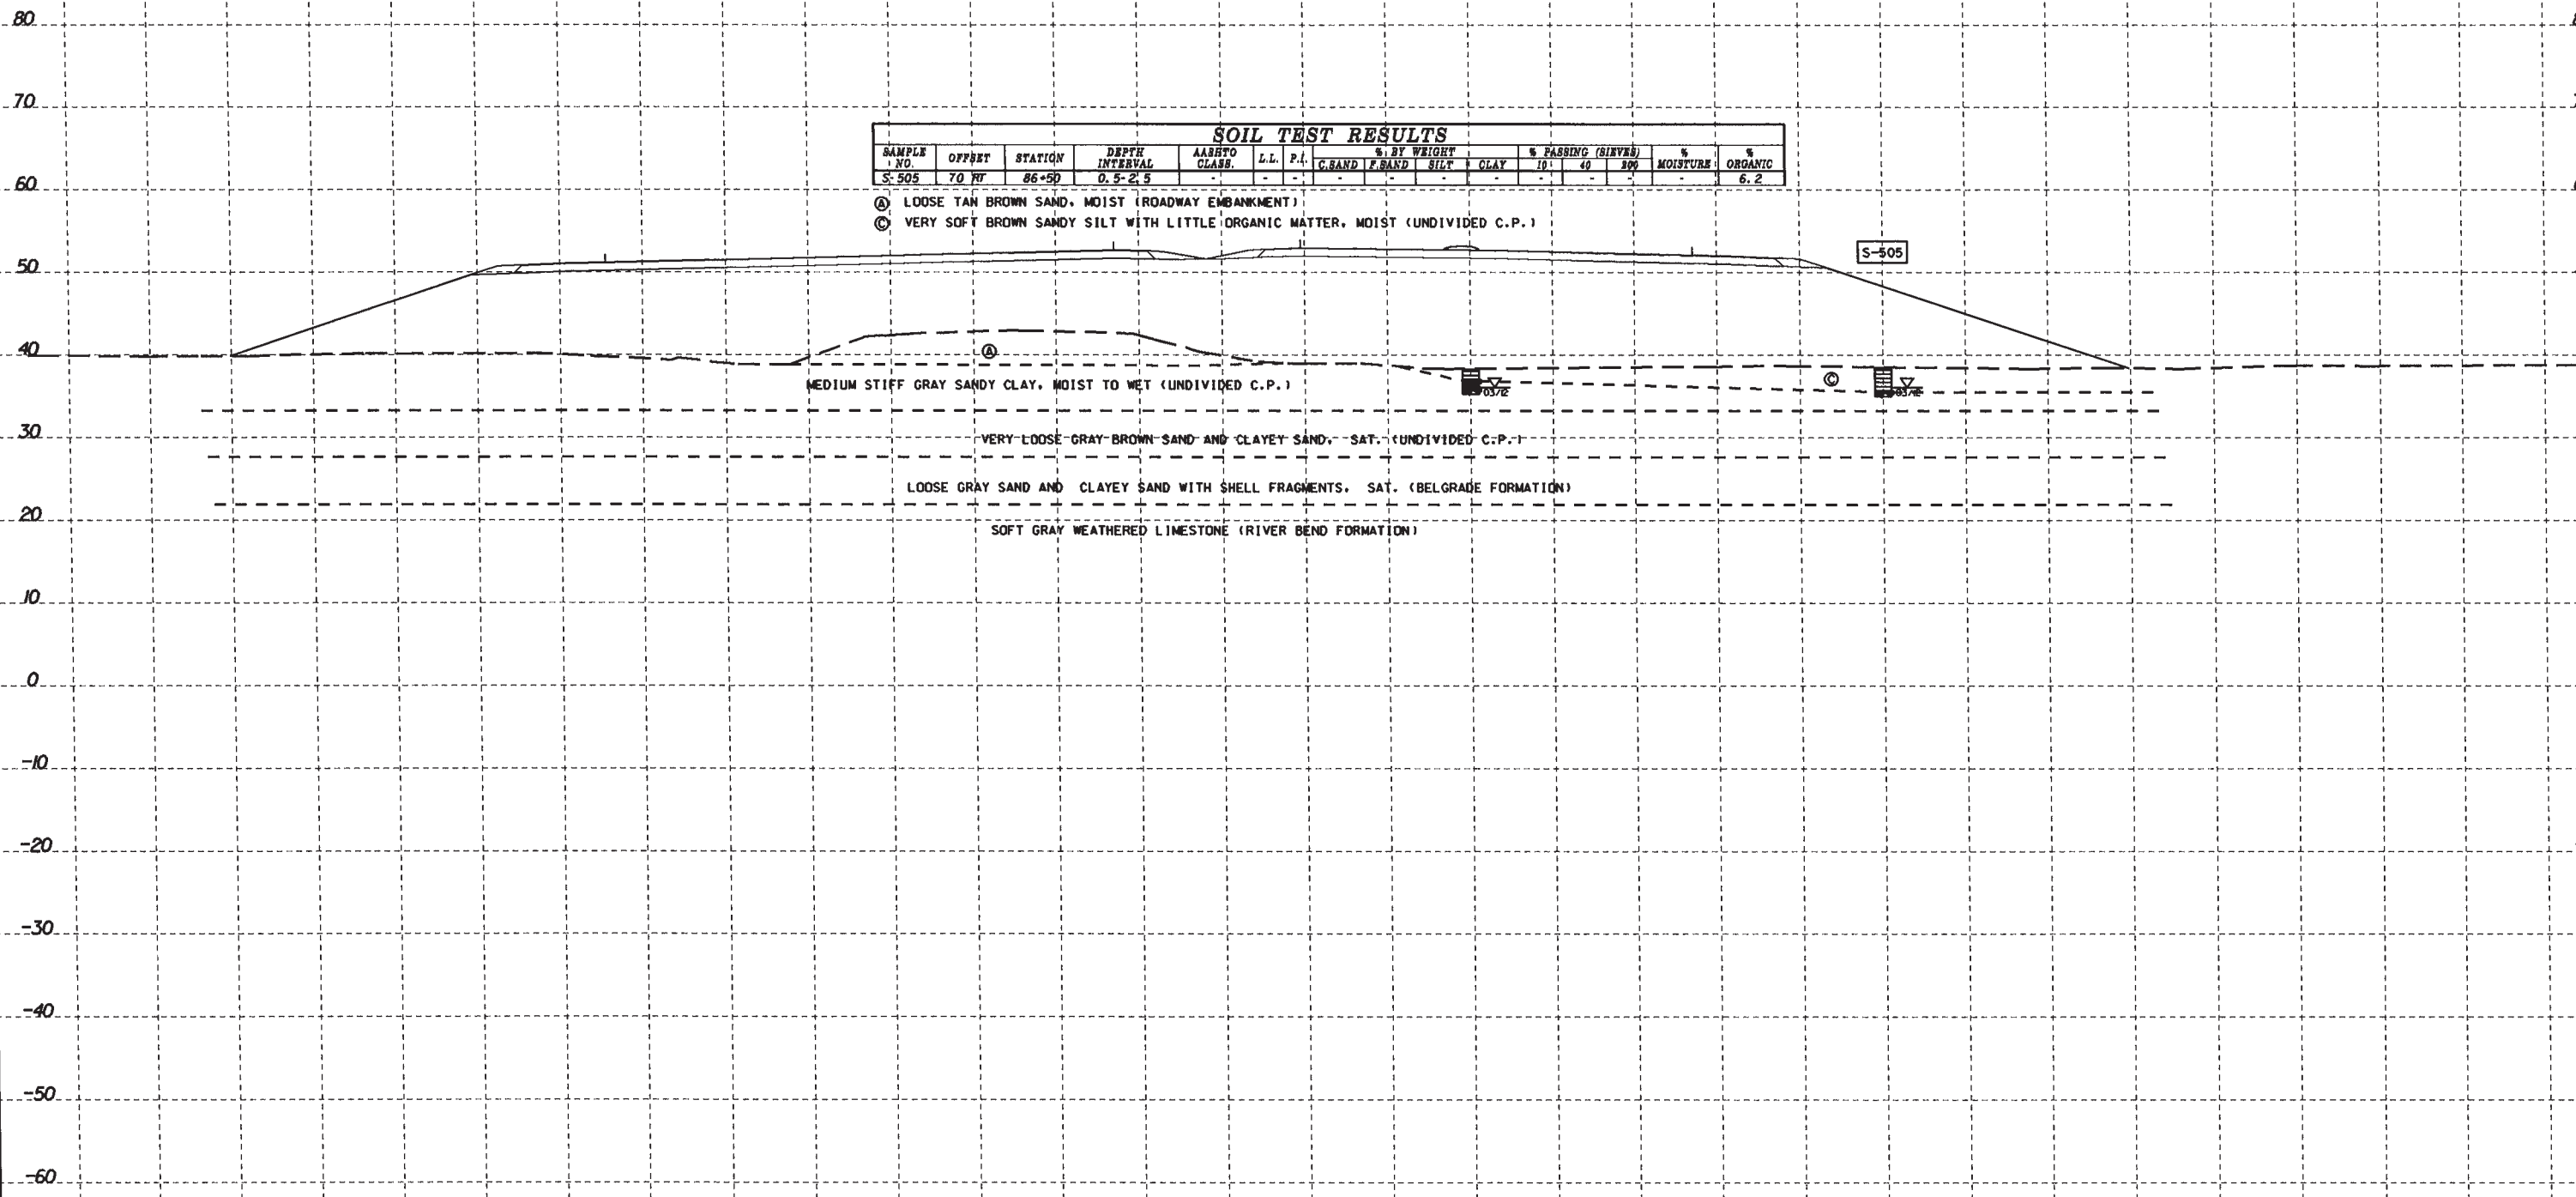 80
70
SOIL TEST RESULTS
SAMPLE NO. OFFSET STATION DEPTH INTERVAL AASHTO CLASS. L.L. P.I. % BY WEIGHT C.SAND F.SAND SILT CLAY % PASSING (SIEVES) 10 40 200 % MOISTURE % ORGANIC
S-505 70 RT 86+50 0.5-2.5 - - - - - - - - - - - 6.2
60
A LOOSE TAN BROWN SAND, MOIST (ROADWAY EMBANKMENT)
C VERY SOFT BROWN SANDY SILT WITH LITTLE ORGANIC MATTER, MOIST (UNDIVIDED C.P.)
S-505
50
40
A
C
MEDIUM STIFF GRAY SANDY CLAY, MOIST TO WET (UNDIVIDED C.P.)
03/12
03/12
30
VERY LOOSE GRAY BROWN SAND AND CLAYEY SAND, SAT. (UNDIVIDED C.P.)
LOOSE GRAY SAND AND CLAYEY SAND WITH SHELL FRAGMENTS, SAT. (BELGRADE FORMATION)
20
SOFT GRAY WEATHERED LIMESTONE (RIVER BEND FORMATION)
10
0
-10
-20
-30
-40
-50
-60